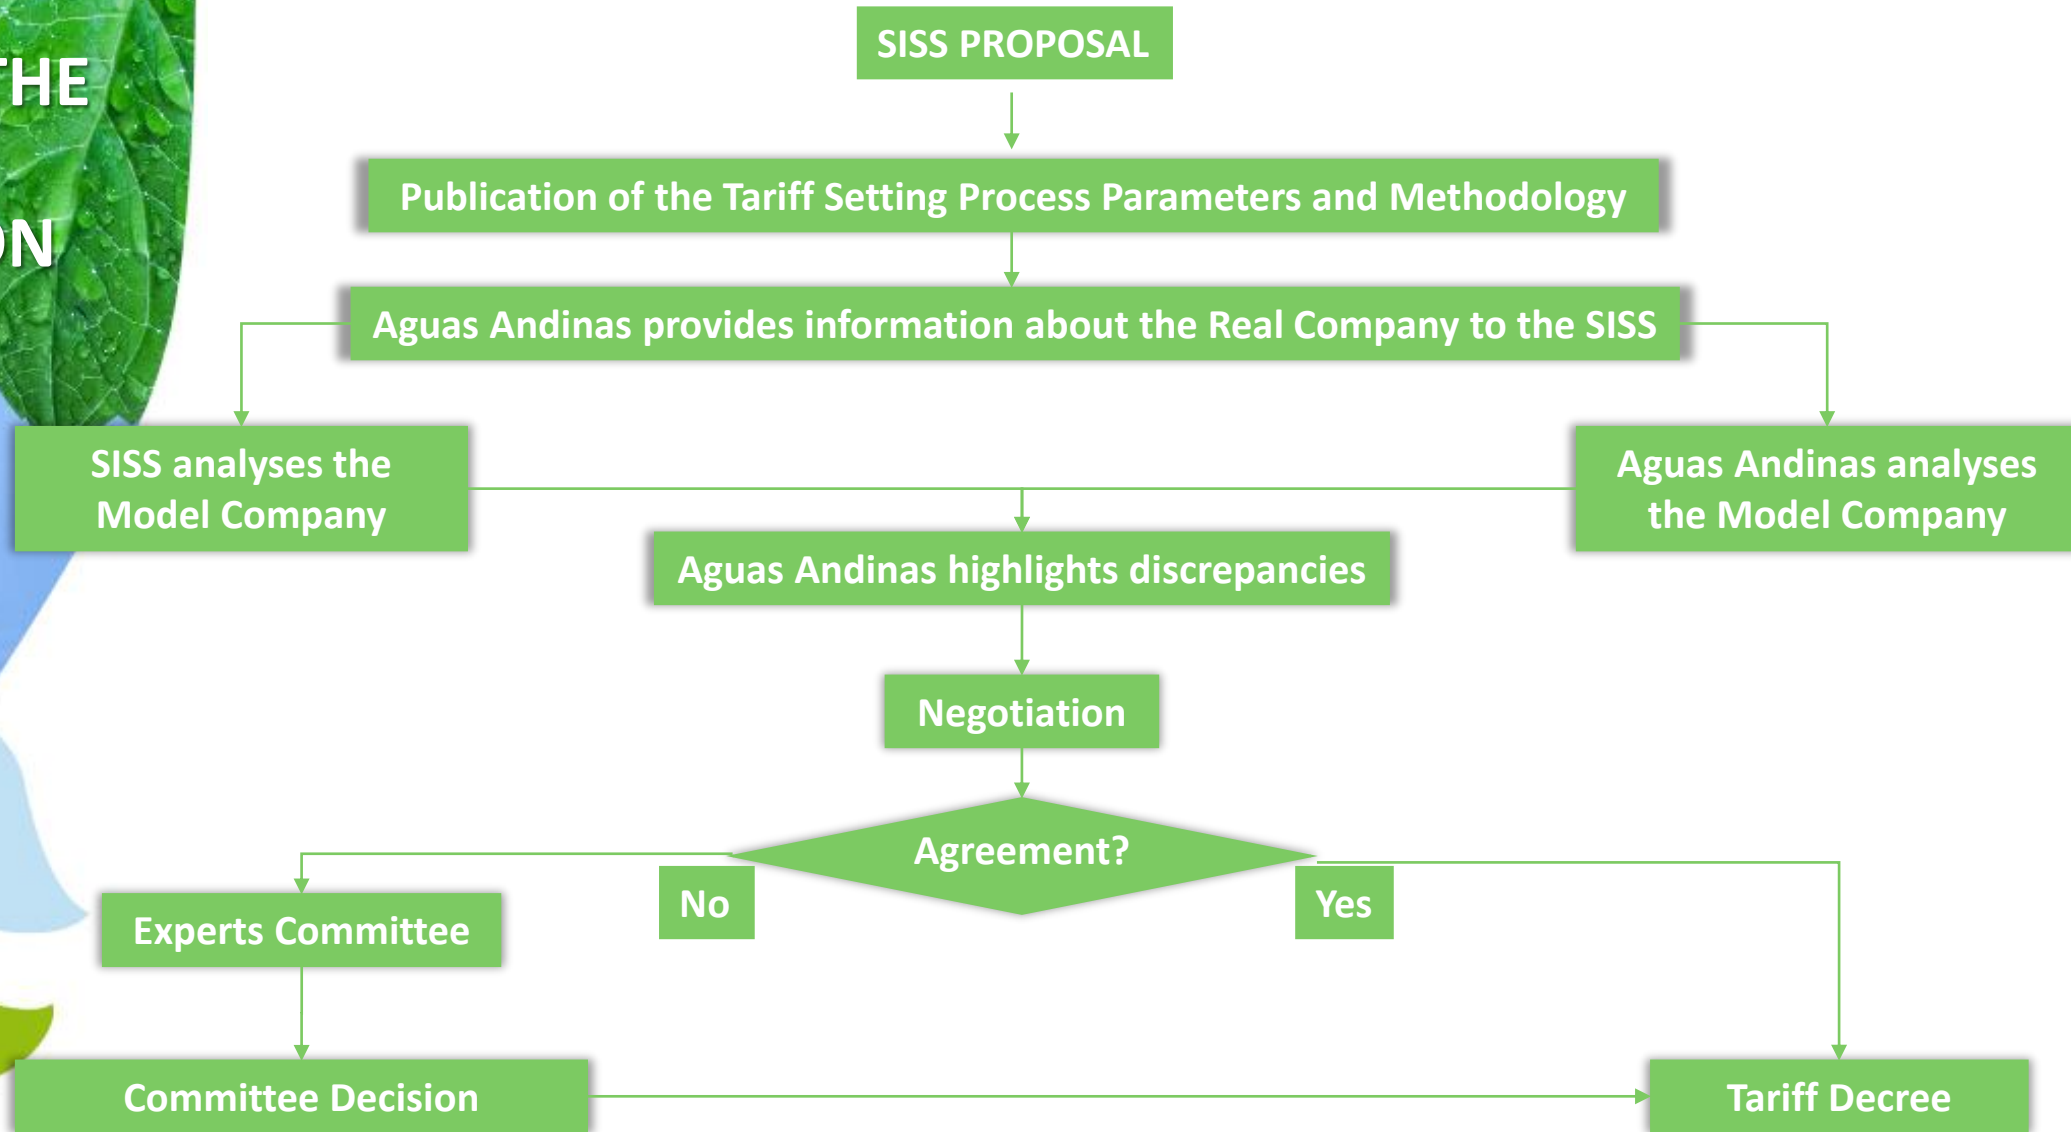 THE
ON
SISS PROPOSAL
Publication of the Tariff Setting Process Parameters and Methodology
Aguas Andinas provides information about the Real Company to the SISS
SISS analyses the
Model Company
Aguas Andinas analyses
the Model Company
Aguas Andinas highlights discrepancies
Negotiation
Agreement?
No
Yes
Experts Committee
Committee Decision
Tariff Decree